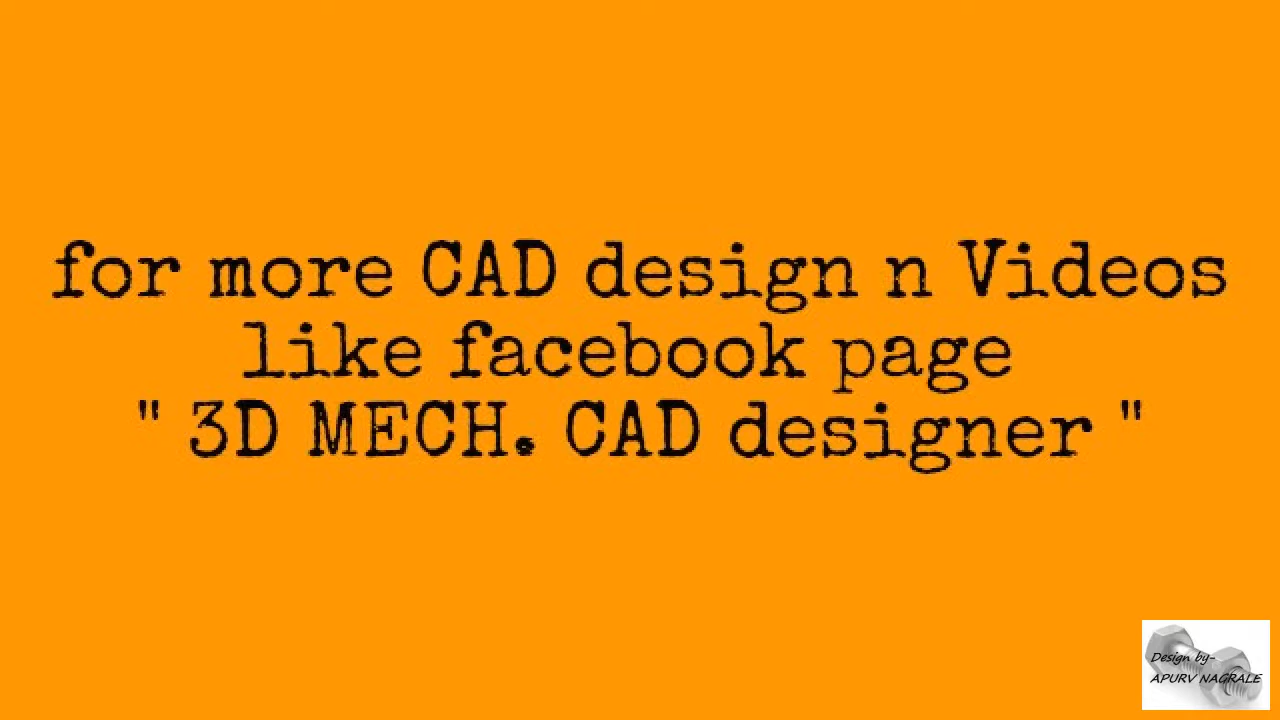 for more CAD design n Videos
like facebook page
" 3D MECH. CAD designer "
Design by-
APURV NAGRALE